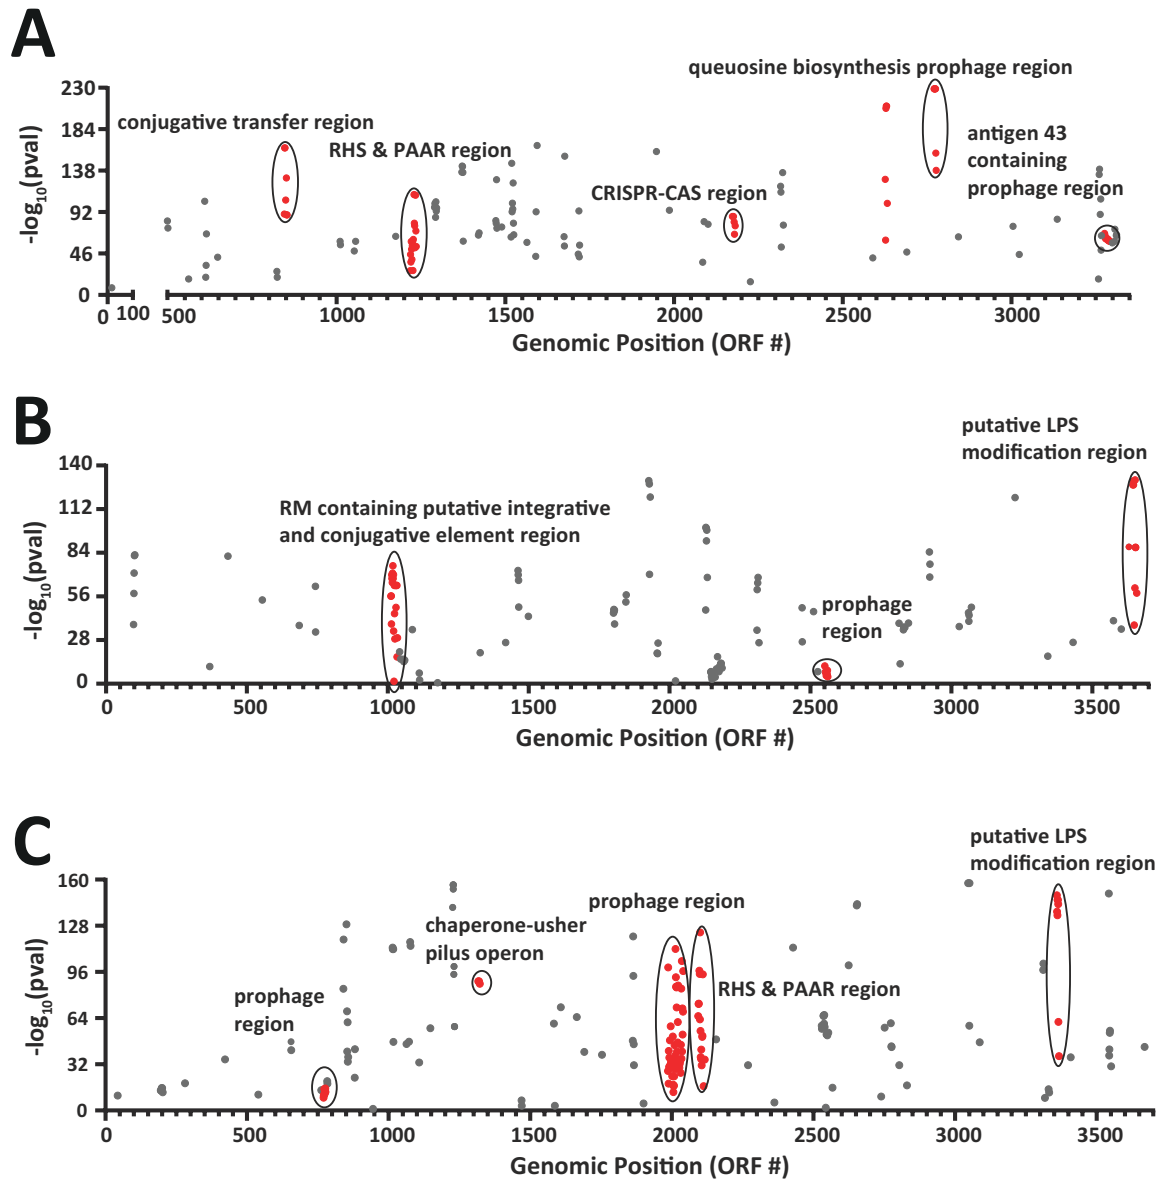 A
queuosine biosynthesis prophage region
conjugative transfer region
RHS & PAAR region
antigen 43
containing
prophage region
CRISPR-CAS region
-log10(pval)
230
184
138
92
46
0
0 100 500 1000 1500 2000 2500 3000
Genomic Position (ORF #)
B
putative LPS
modification region
RM containing putative integrative
and conjugative element region
prophage
region
-log10(pval)
140
112
84
56
28
0
0 500 1000 1500 2000 2500 3000 3500
Genomic Position (ORF #)
C
putative LPS
modification region
prophage region
chaperone-usher
pilus operon
RHS & PAAR region
prophage
region
-log10(pval)
160
128
96
64
32
0
0 500 1000 1500 2000 2500 3000 3500
Genomic Position (ORF #)